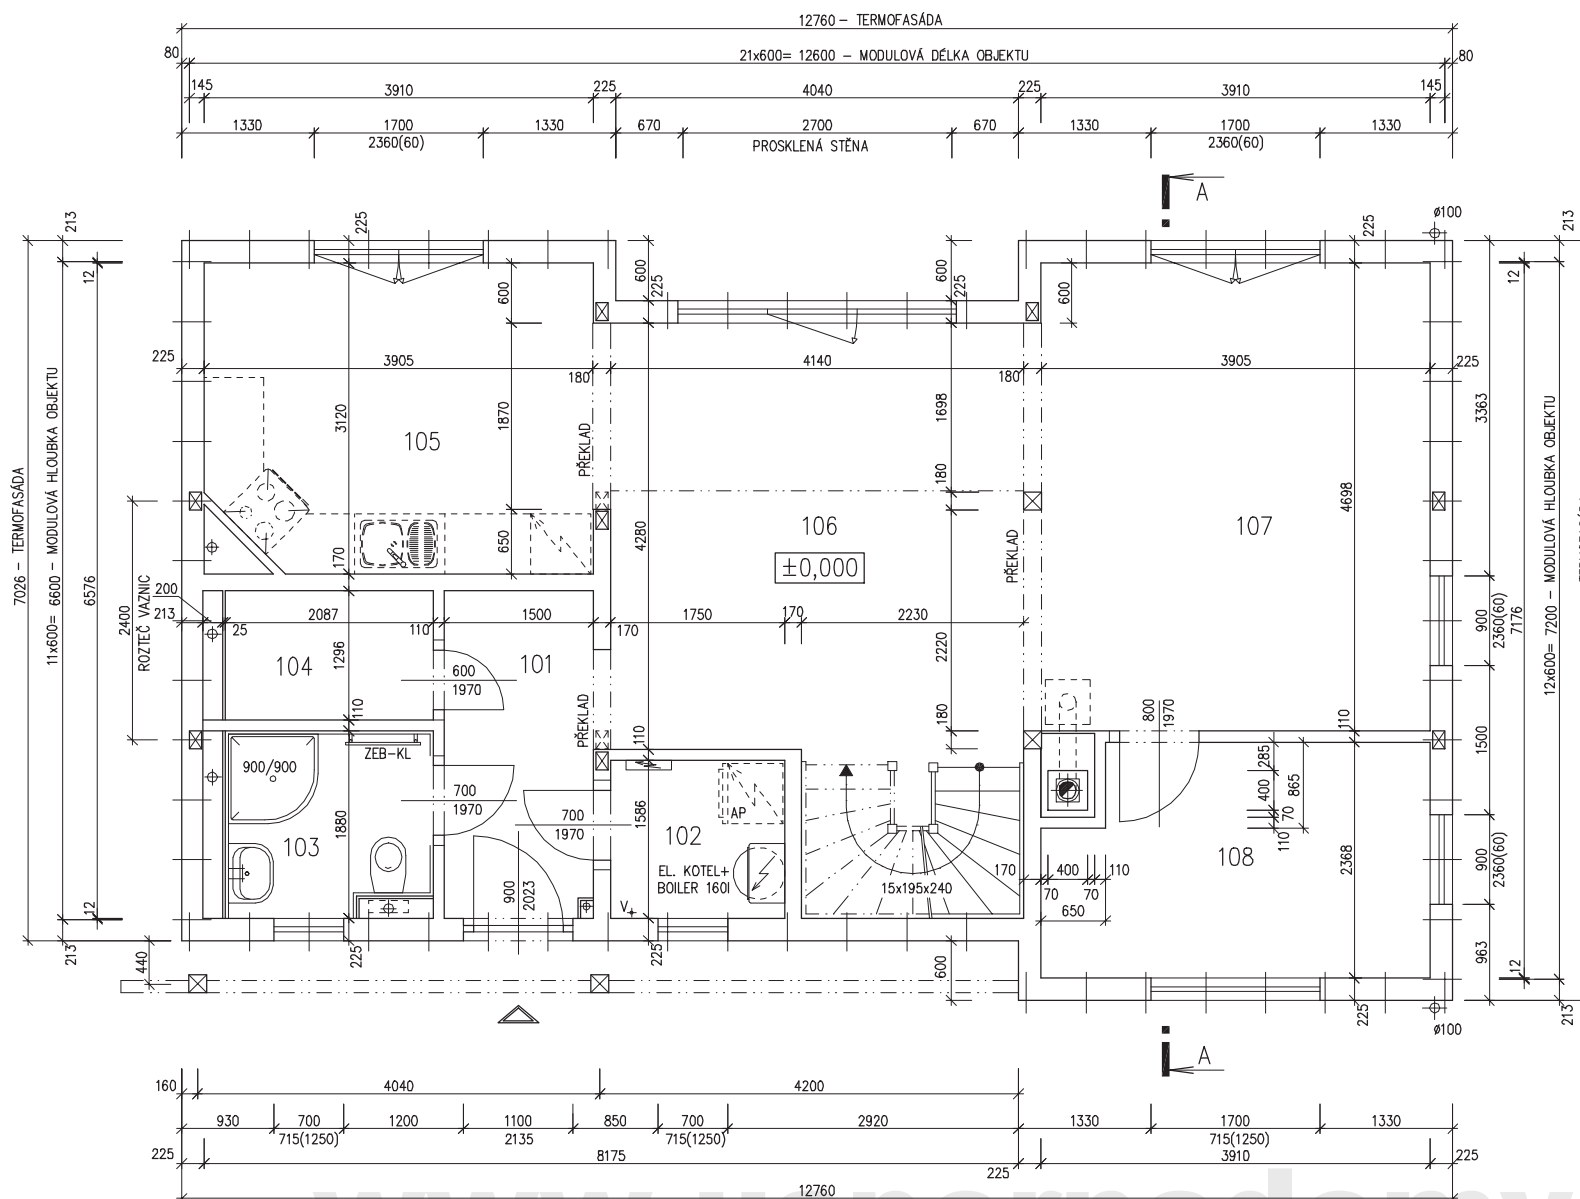 12760 – TERMOFASÁDA
80 21x600= 12600 – MODULOVÁ DÉLKA OBJEKTU 80
145 3910 225 4040 225 3910 145
1330 1700 1330 670 2700 670 1330 1700 1330
2360(60) PROSKLENÁ STĚNA 2360(60)
A
ø100
213 225 225 213
12 600 600 225 600 225 600 12
225 3905 180 4140 180 3905 225
7026 – TERMOFASÁDA
11x600= 6600 – MODULOVÁ HLOUBKA OBJEKTU
6576
2400
ROZTEČ VAZNIC
3120 1870 1698 3363
105
PŘEKLAD
180
4698
106
107
±0,000
170 650 4280
PŘEKLAD
12x600= 7200 – MODULOVÁ HLOUBKA OBJEKTU
7176
900
2360(60)
200
213 25 2087 110 1500 170 1750 170 2230
1296 2220
104
101
600
1970
110
PŘEKLAD
180
110
800
1970
110
1500
ZEB–KL
900/900
700
1970
700
1970
1586
AP
285
400
70
110
865
1880
103
102
EL. KOTEL+
BOILER 160l
15x195x240
108
2368
900
2360(60)
170 400 110
70 70
650
900
2023
V
12
213
440
225 225 600
963
12
225 213
ø100
A
160 4040 4200
930 700 1200 1100 850 700 2920 1330 1700 1330
715(1250) 2135 715(1250) 715(1250)
225 8175 225 3910 225
12760